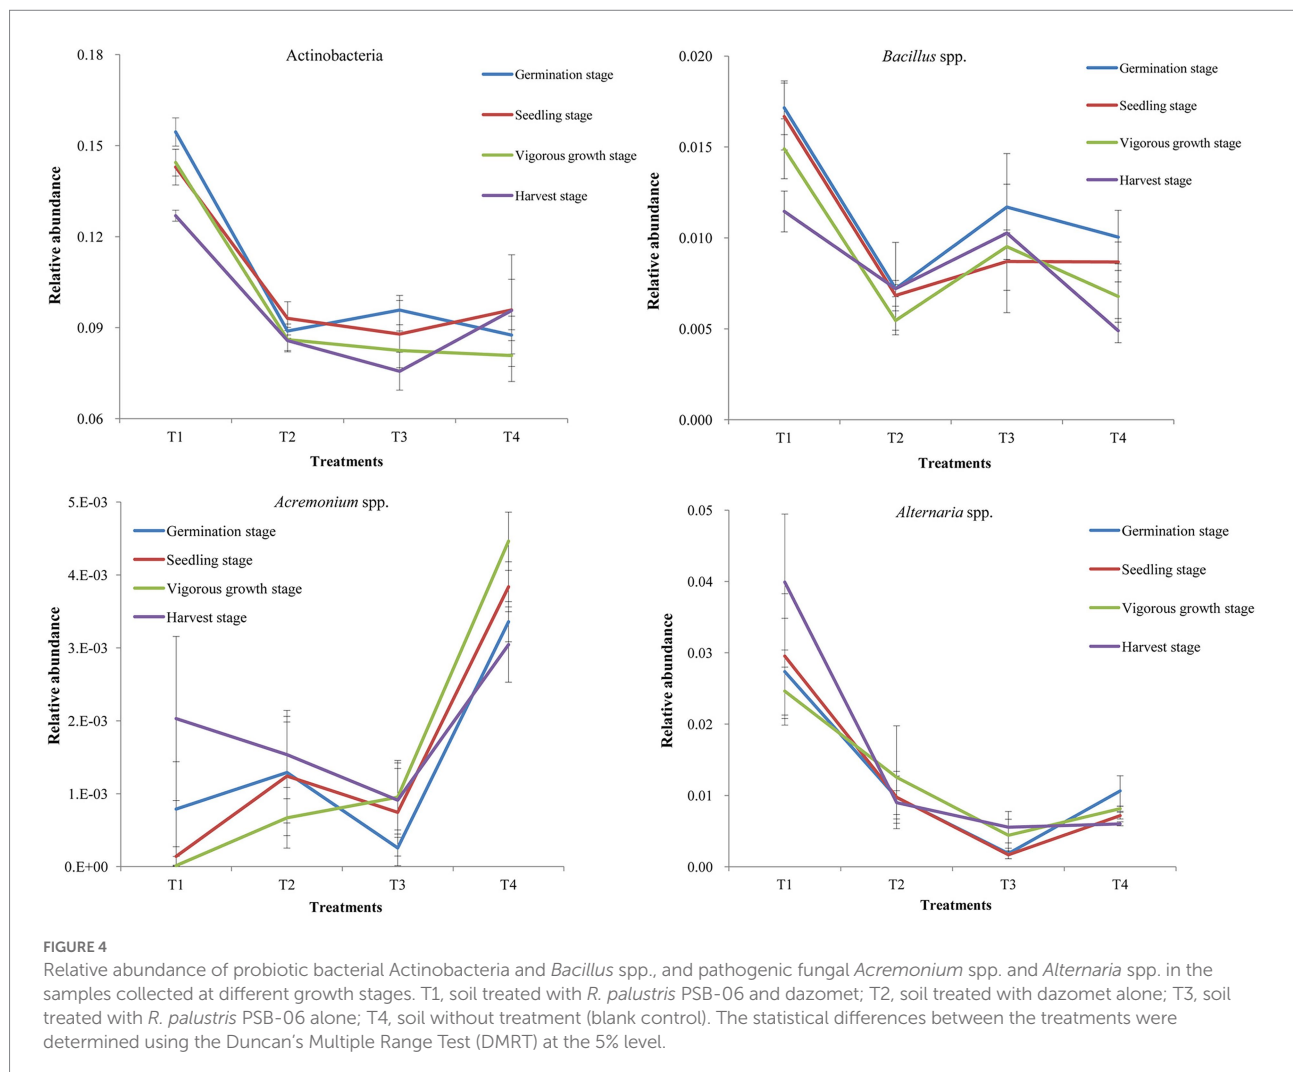 Actinobacteria
0.18
0.15
0.12
0.09
0.06
Relative abundance
Germination stage
Seedling stage
Vigorous growth stage
Harvest stage
T1 T2 T3 T4
Treatments
Bacillus spp.
0.020
0.015
0.010
0.005
0.000
Relative abundance
Germination stage
Seedling stage
Vigorous growth stage
Harvest stage
T1 T2 T3 T4
Treatments
Acremonium spp.
5.E-03
4.E-03
3.E-03
2.E-03
1.E-03
0.E+00
Relative abundance
Germination stage
Seedling stage
Vigorous growth stage
Harvest stage
T1 T2 T3 T4
Treatments
Alternaria spp.
0.05
0.04
0.03
0.02
0.01
0.00
Relative abundance
Germination stage
Seedling stage
Vigorous growth stage
Harvest stage
T1 T2 T3 T4
Treatments
FIGURE 4
Relative abundance of probiotic bacterial Actinobacteria and Bacillus spp., and pathogenic fungal Acremonium spp. and Alternaria spp. in the
samples collected at different growth stages. T1, soil treated with R. palustris PSB-06 and dazomet; T2, soil treated with dazomet alone; T3, soil
treated with R. palustris PSB-06 alone; T4, soil without treatment (blank control). The statistical differences between the treatments were
determined using the Duncan's Multiple Range Test (DMRT) at the 5% level.